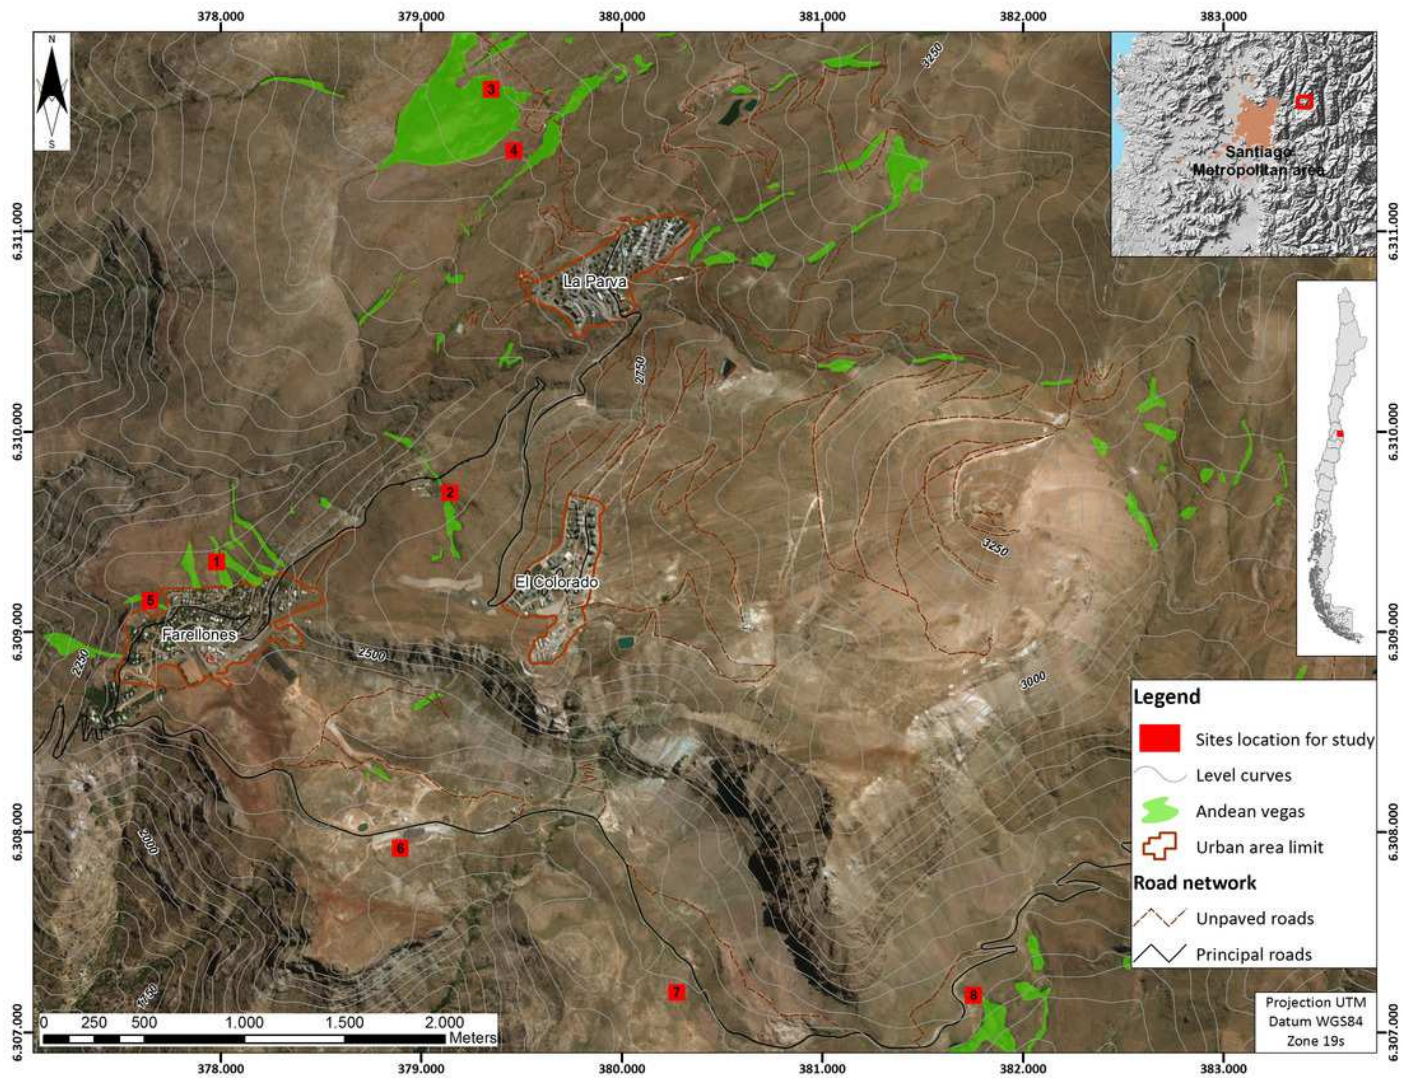 378.000 379.000 380.000 381.000 382.000 383.000
N
S
3250
3
4
Santiago
Metropolitan area
6.311.000
6.311.000
La Parva
2750
6.310.000
6.310.000
2
3250
1
El Colorado
5
Farellones
6.309.000
6.309.000
2250
2500
3000
Legend
Sites location for study
Level curves
Andean vegas
Urban area limit
Road network
Unpaved roads
Principal roads
6.308.000
6.308.000
2000
6
7
8
1750
0 250 500 1.000 1.500 2.000
Meters
Projection UTM
Datum WGS84
Zone 19s
6.307.000
6.307.000
378.000 379.000 380.000 381.000 382.000 383.000